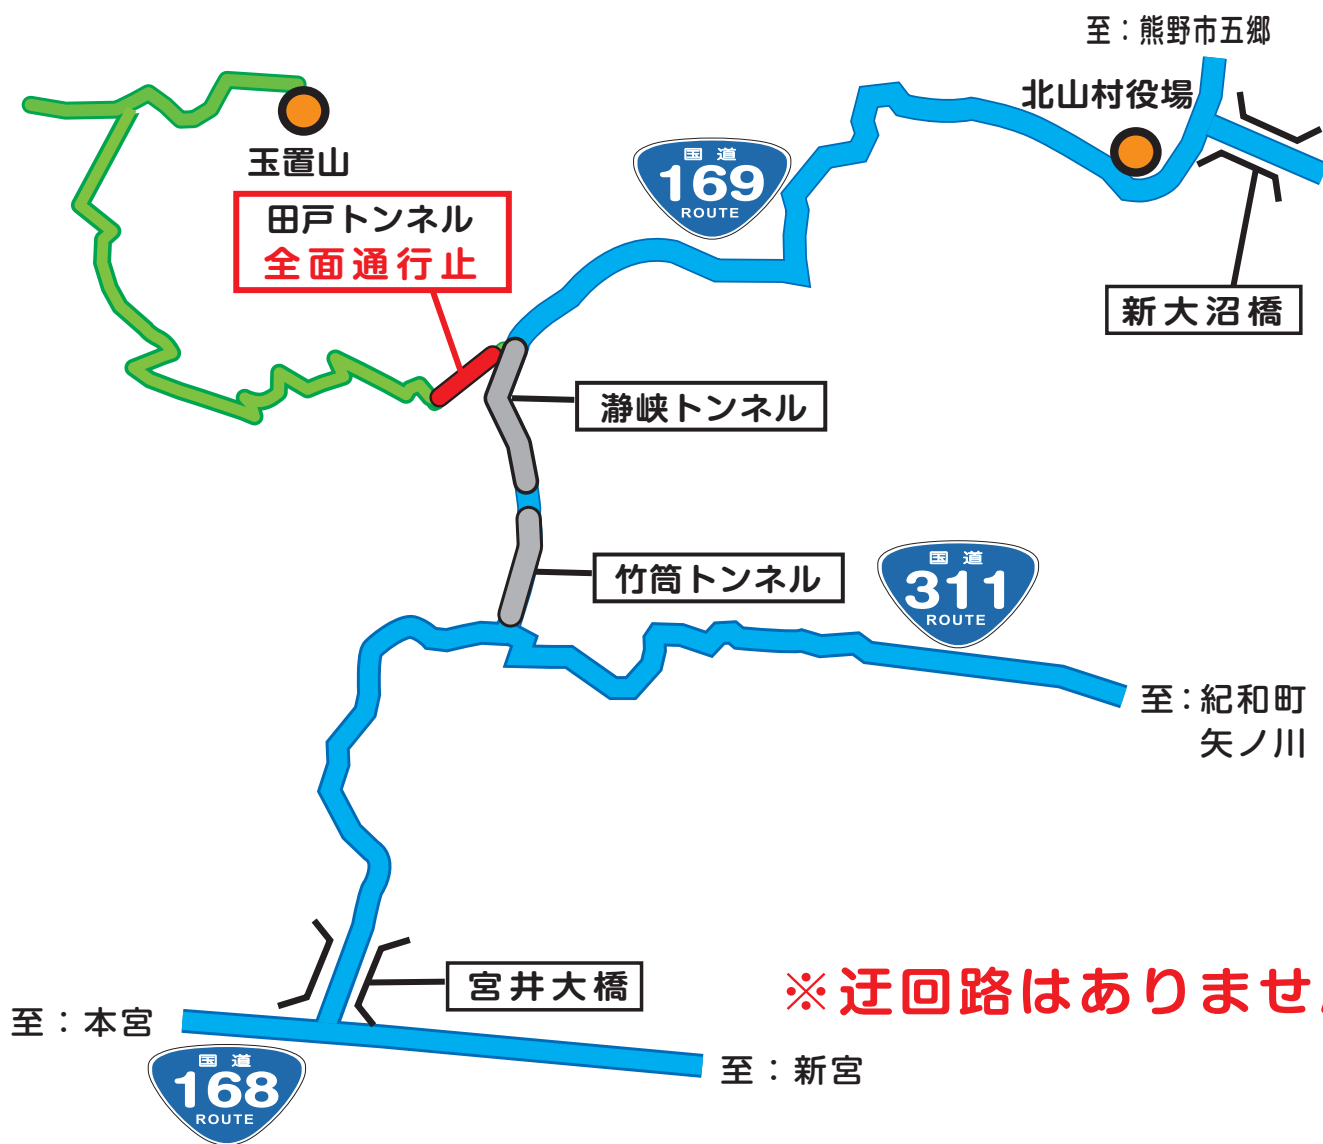 至：熊野市五郷
北山村役場
玉置山
国道
169
ROUTE
田戸トンネル
全面通行止
新大沼橋
瀞峡トンネル
竹筒トンネル
国道
311
ROUTE
至：紀和町
矢ノ川
宮井大橋
※迂回路はありませ
至：本宮
国道
168
ROUTE
至：新宮